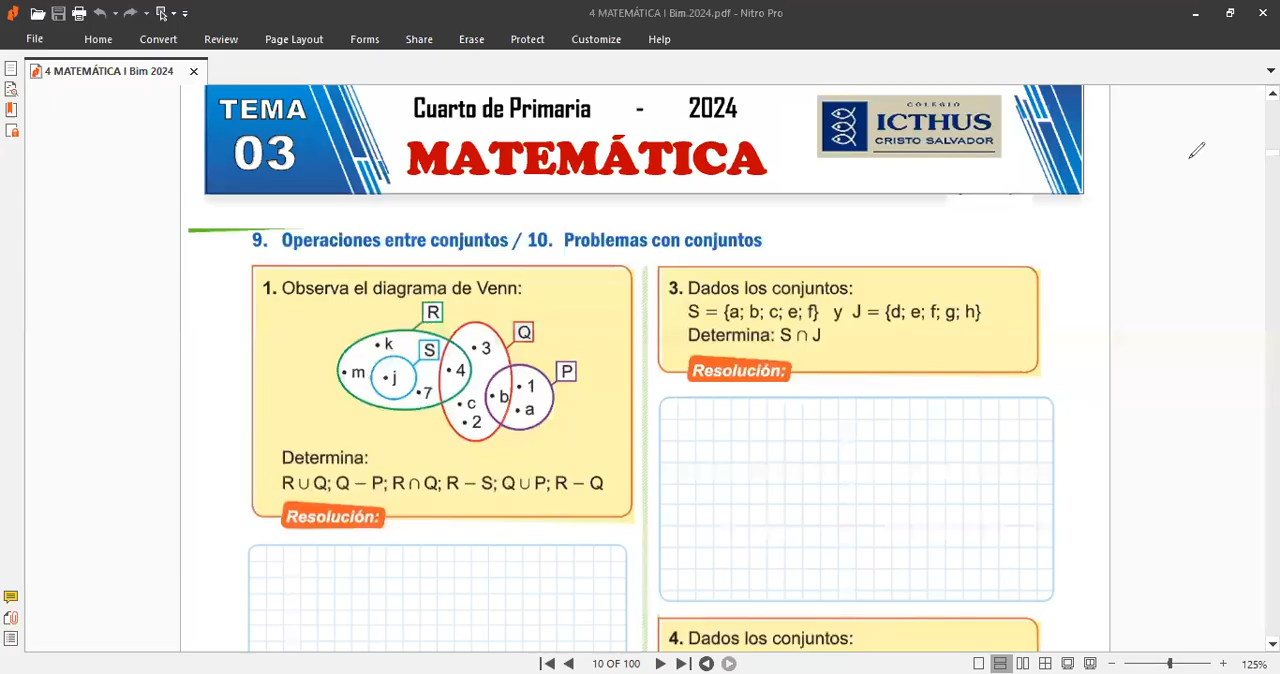 4 MATEMÁTICA I Bim.2024.pdf - Nitro Pro
File Home Convert Review Page Layout Forms Share Erase Protect Customize Help
4 MATEMÁTICA I Bim 2024
TEMA
03
Cuarto de Primaria - 2024
MATEMÁTICA
COLEGIO
ICTHUS
CRISTO SALVADOR
9. Operaciones entre conjuntos / 10. Problemas con conjuntos
1. Observa el diagrama de Venn:
R
Q
k
S
3
m
j
4
P
7
c
b
1
2
a
Determina:
R ∪ Q; Q – P; R ∩ Q; R – S; Q ∪ P; R – Q
Resolución:
3. Dados los conjuntos:
S = {a; b; c; e; f} y J = {d; e; f; g; h}
Determina: S ∩ J
Resolución:
4. Dados los conjuntos:
10 OF 100
125%